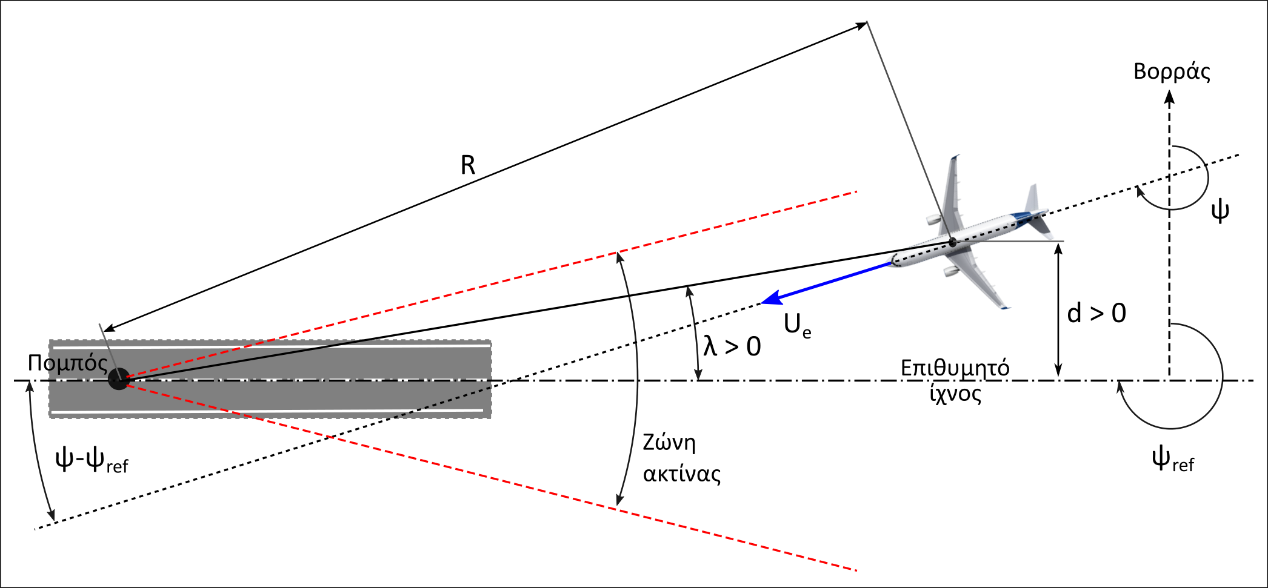 Βορράς
R
ψ
U_e
d > 0
λ > 0
Πομπός
Επιθυμητό
ίχνος
Ζώνη
ακτίνας
ψ-ψ_ref
ψ_ref